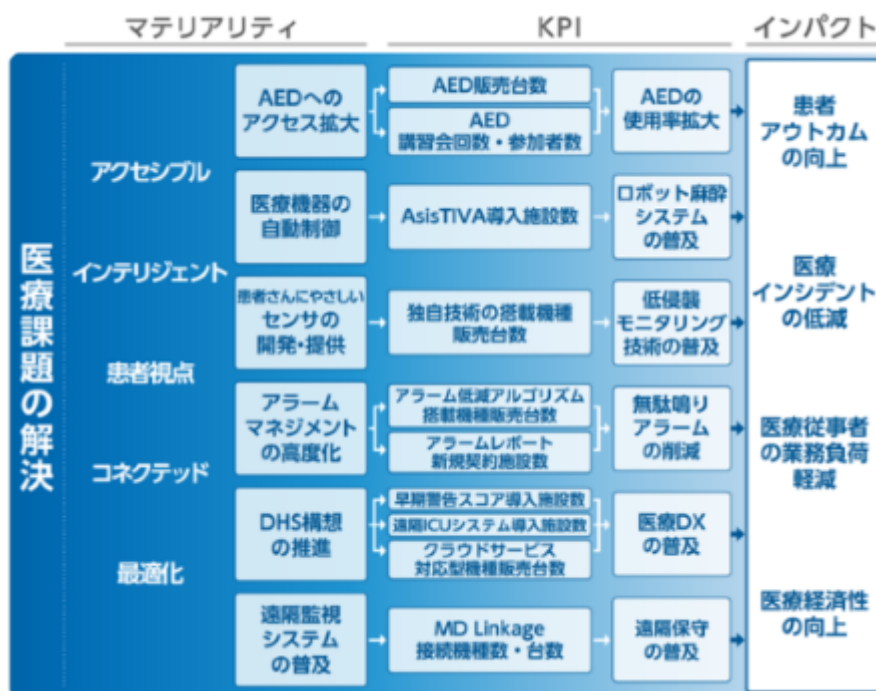 マテリアリティ
KPI
インパクト
医療課題の解決
アクセシブル
インテリジェント
患者視点
コネクテッド
最適化
AEDへの
アクセス拡大
AED販売台数
AED
講習会回数・参加者数
AEDの
使用率拡大
医療機器の
自動制御
AsisTIVA導入施設数
ロボット麻酔
システム
の普及
患者さんにやさしい
センサの
開発・提供
独自技術の搭載機種
販売台数
低侵襲
モニタリング
技術の普及
アラーム
マネジメント
の高度化
アラーム低減アルゴリズム
搭載機種販売台数
アラームレポート
新規契約施設数
無駄鳴り
アラーム
の削減
DHS構想
の推進
早期警告スコア導入施設数
遠隔ICUシステム導入施設数
クラウドサービス
対応型機種販売台数
医療DX
の普及
遠隔監視
システム
の普及
MD Linkage
接続機種数・台数
遠隔保守
の普及
患者
アウトカム
の向上
医療
インシデント
の低減
医療従事者
の業務負荷
軽減
医療経済性
の向上